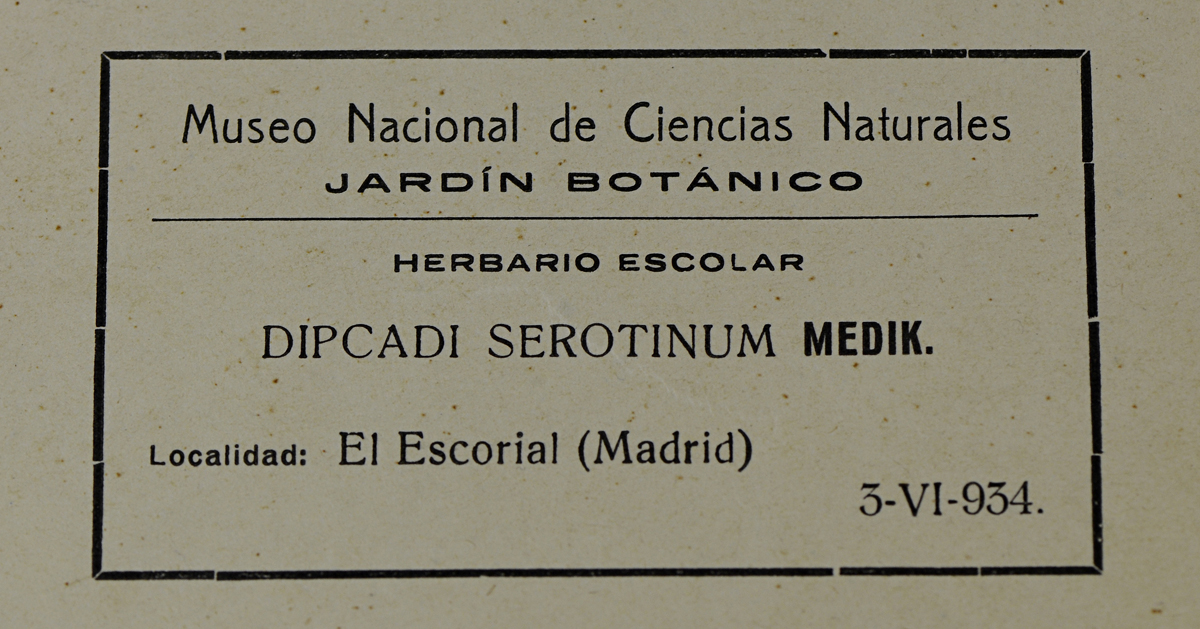 Museo Nacional de Ciencias Naturales
JARDÍN BOTÁNICO
HERBARIO ESCOLAR
DIPCADI SEROTINUM MEDIK.
Localidad: El Escorial (Madrid)
3-VI-934.